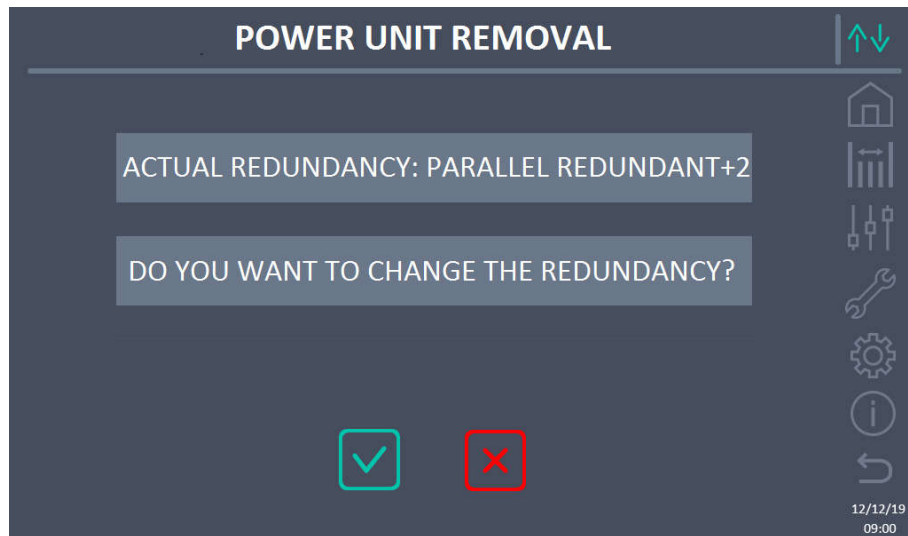 POWER UNIT REMOVAL
ACTUAL REDUNDANCY: PARALLEL REDUNDANT+2
DO YOU WANT TO CHANGE THE REDUNDANCY?
12/12/19
09:00